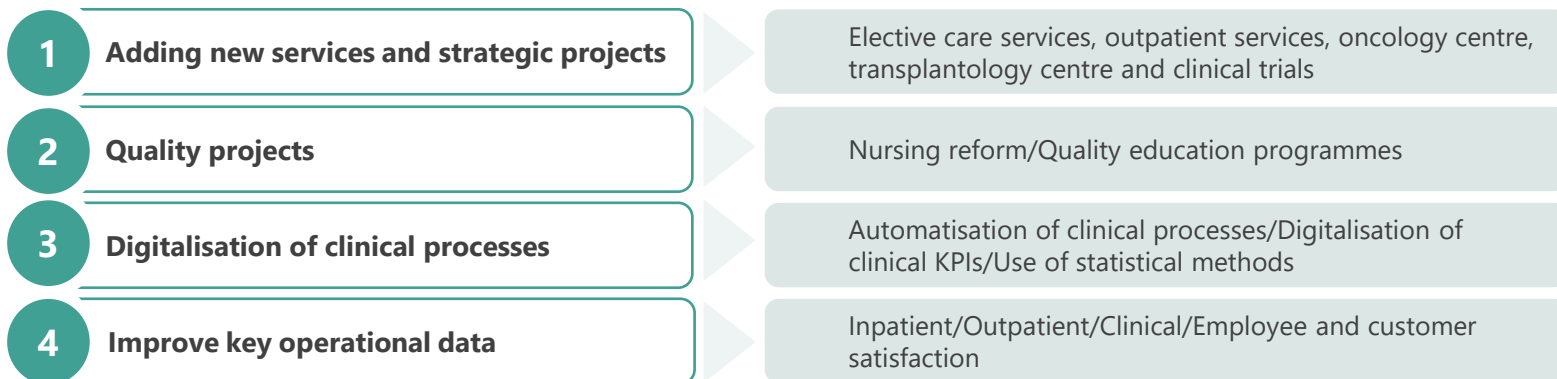 1
Adding new services and strategic projects
Elective care services, outpatient services, oncology centre,
transplantology centre and clinical trials
2
Quality projects
Nursing reform/Quality education programmes
3
Digitalisation of clinical processes
Automatisation of clinical processes/Digitalisation of
clinical KPIs/Use of statistical methods
4
Improve key operational data
Inpatient/Outpatient/Clinical/Employee and customer
satisfaction